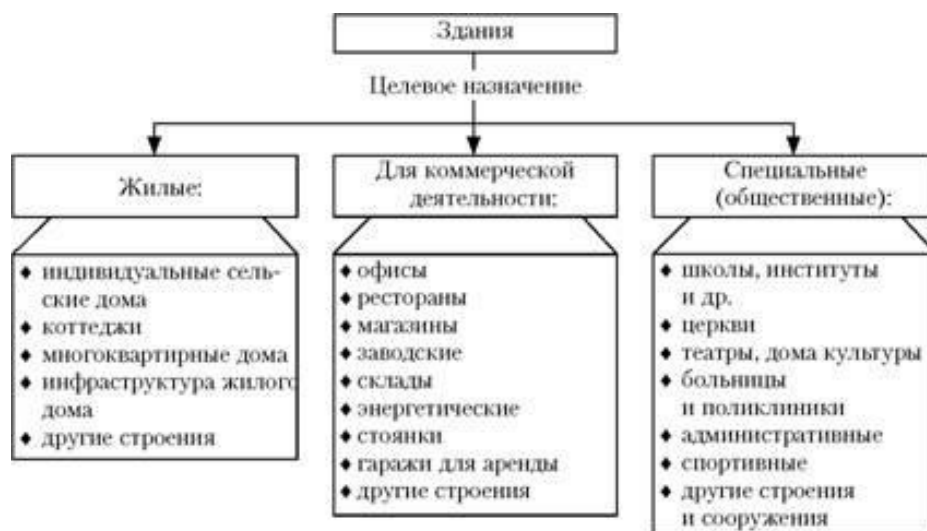 Здания
Целевое назначение
Жилые:
♦ индивидуальные сель-
ские дома
♦ коттеджи
♦ многоквартирные дома
♦ инфраструктура жилого
дома
♦ другие строения
Для коммерческой
деятельности:
♦ офисы
♦ рестораны
♦ магазины
♦ заводские
♦ склады
♦ энергетические
♦ стоянки
♦ гаражи для аренды
♦ другие строения
Специальные
(общественные):
♦ школы, институты
и др.
♦ церкви
♦ театры, дома культуры
♦ больницы
и поликлиники
♦ административные
♦ спортивные
♦ другие строения
и сооружения